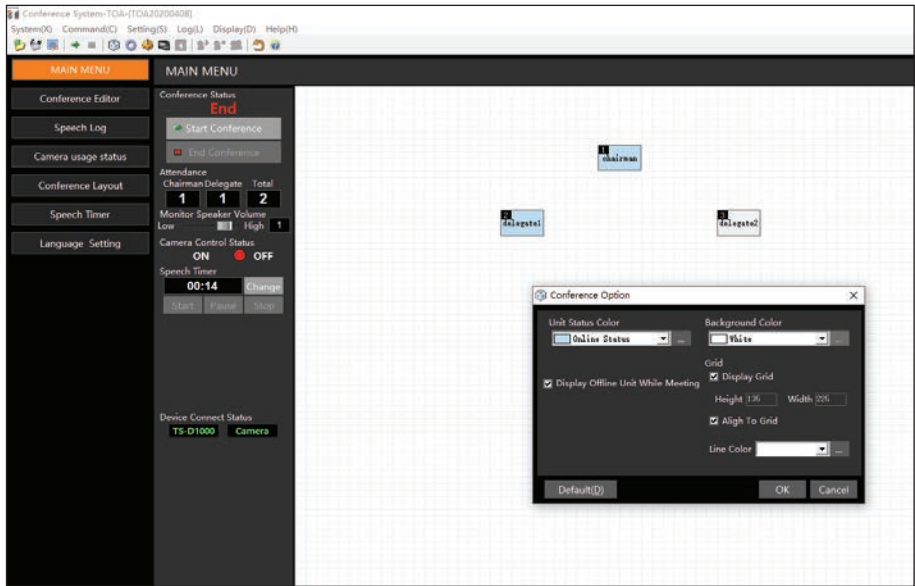 Conference System-TOA-[TOA20200408]
System(X) Command(C) Setting(S) Log(L) Display(D) Help(H)
MAIN MENU
Conference Editor
Speech Log
Camera usage status
Conference Layout
Speech Timer
Language Setting
MAIN MENU
Conference Status
End
Start Conference
End Conference
Attendance
Chairman Delegate Total
1 1 2
Monitor Speaker Volume
Low High 1
Camera Control Status
ON OFF
Speech Timer
00:14 Change
Start Pause Stop
Device Connect Status
TS-D1000 Camera
1
chairman
2
delegate1
3
delegate2
Conference Option
Unit Status Color
Online Status ...
Display Offline Unit While Meeting
Background Color
White ...
Grid
Display Grid
Height 135 Width 225
Aligh To Grid
Line Color ...
Default(D) OK Cancel